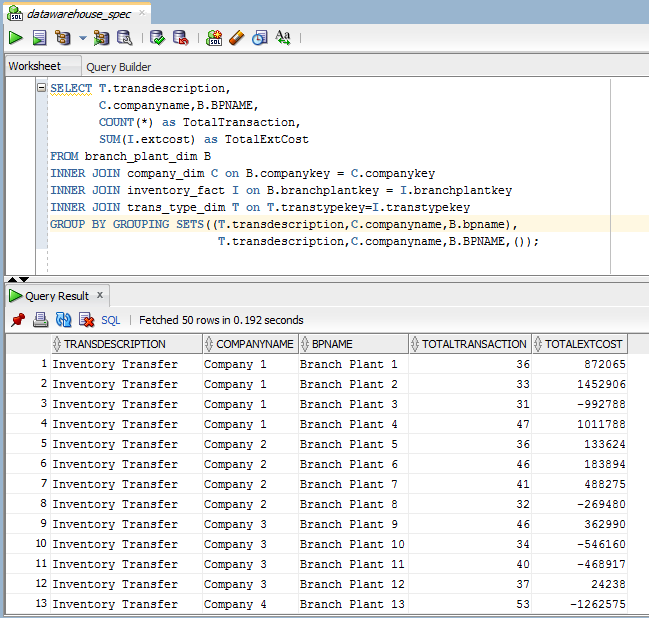 datawarehouse_spec
Worksheet Query Builder
SELECT T.transdescription,
C.companyname,B.BPNAME,
COUNT(*) as TotalTransaction,
SUM(I.extcost) as TotalExtCost
FROM branch_plant_dim B
INNER JOIN company_dim C on B.companykey = C.companykey
INNER JOIN inventory_fact I on B.branchplantkey = I.branchplantkey
INNER JOIN trans_type_dim T on T.transtypekey=I.transtypekey
GROUP BY GROUPING SETS((T.transdescription,C.companyname,B.bpname),
T.transdescription,C.companyname,B.BPNAME,());
Query Result x
SQL | Fetched 50 rows in 0.192 seconds
TRANSDESCRIPTION COMPANYNAME BPNAME TOTALTRANSACTION TOTALEXTCOST
1 Inventory Transfer Company 1 Branch Plant 1 36 872065
2 Inventory Transfer Company 1 Branch Plant 2 33 1452906
3 Inventory Transfer Company 1 Branch Plant 3 31 -992788
4 Inventory Transfer Company 1 Branch Plant 4 47 1011788
5 Inventory Transfer Company 2 Branch Plant 5 36 133624
6 Inventory Transfer Company 2 Branch Plant 6 46 183894
7 Inventory Transfer Company 2 Branch Plant 7 41 488275
8 Inventory Transfer Company 2 Branch Plant 8 32 -269480
9 Inventory Transfer Company 3 Branch Plant 9 46 362990
10 Inventory Transfer Company 3 Branch Plant 10 34 -546160
11 Inventory Transfer Company 3 Branch Plant 11 40 -468917
12 Inventory Transfer Company 3 Branch Plant 12 37 24238
13 Inventory Transfer Company 4 Branch Plant 13 53 -1262575